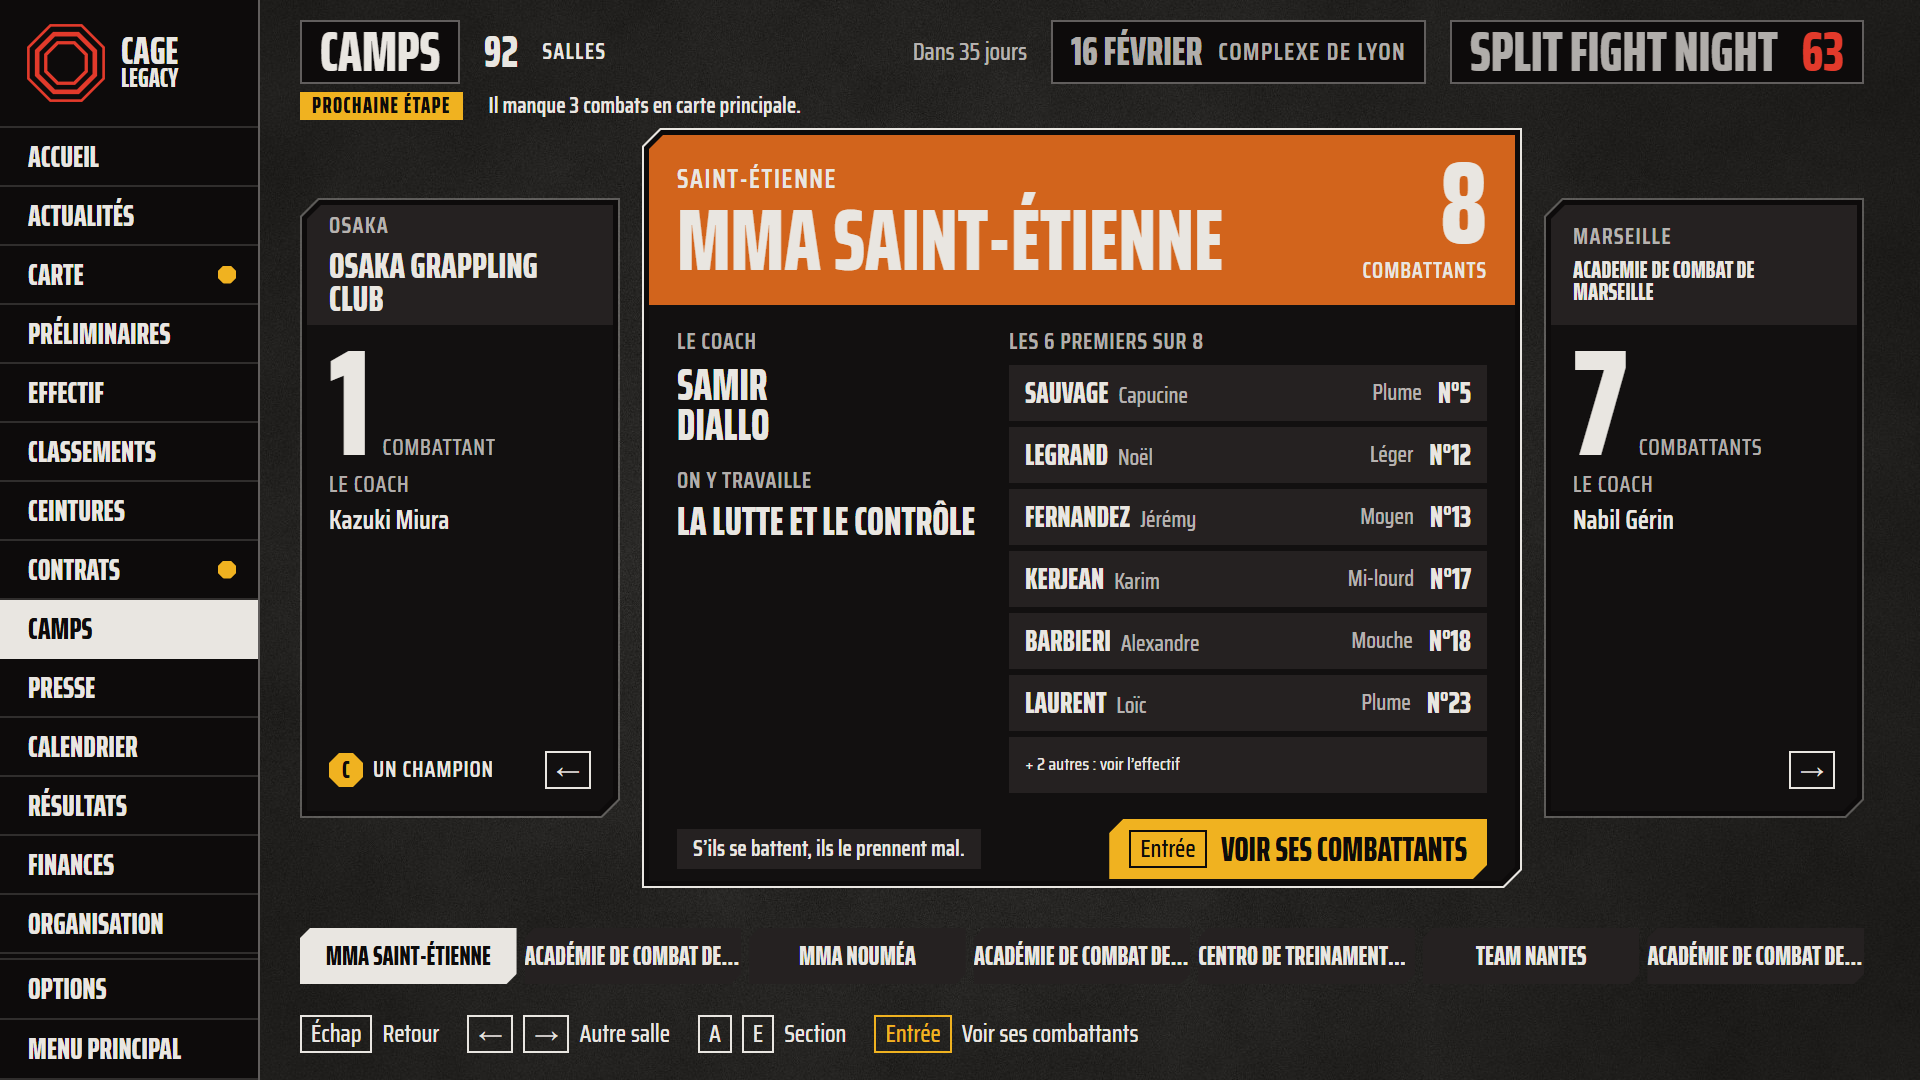 CAGE
LEGACY
ACCUEIL
ACTUALITÉS
CARTE
PRÉLIMINAIRES
EFFECTIF
CLASSEMENTS
CEINTURES
CONTRATS
CAMPS
PRESSE
CALENDRIER
RÉSULTATS
FINANCES
ORGANISATION
OPTIONS
MENU PRINCIPAL
CAMPS 92 SALLES
Dans 35 jours
16 FÉVRIER COMPLEXE DE LYON
SPLIT FIGHT NIGHT 63
PROCHAINE ÉTAPE Il manque 3 combats en carte principale.
OSAKA
OSAKA GRAPPLING
CLUB
1 COMBATTANT
LE COACH
Kazuki Miura
C UN CHAMPION ←
SAINT-ÉTIENNE
MMA SAINT-ÉTIENNE
8
COMBATTANTS
LE COACH
SAMIR
DIALLO
ON Y TRAVAILLE
LA LUTTE ET LE CONTRÔLE
LES 6 PREMIERS SUR 8
SAUVAGE Capucine Plume N°5
LEGRAND Noël Léger N°12
FERNANDEZ Jérémy Moyen N°13
KERJEAN Karim Mi-lourd N°17
BARBIERI Alexandre Mouche N°18
LAURENT Loïc Plume N°23
+ 2 autres : voir l'effectif
S'ils se battent, ils le prennent mal.
Entrée VOIR SES COMBATTANTS
MARSEILLE
ACADEMIE DE COMBAT DE
MARSEILLE
7 COMBATTANTS
LE COACH
Nabil Gérin
→
MMA SAINT-ÉTIENNE
ACADÉMIE DE COMBAT DE...
MMA NOUMÉA
ACADÉMIE DE COMBAT DE...
CENTRO DE TREINAMENT...
TEAM NANTES
ACADÉMIE DE COMBAT DE...
Échap Retour ← → Autre salle A E Section Entrée Voir ses combattants